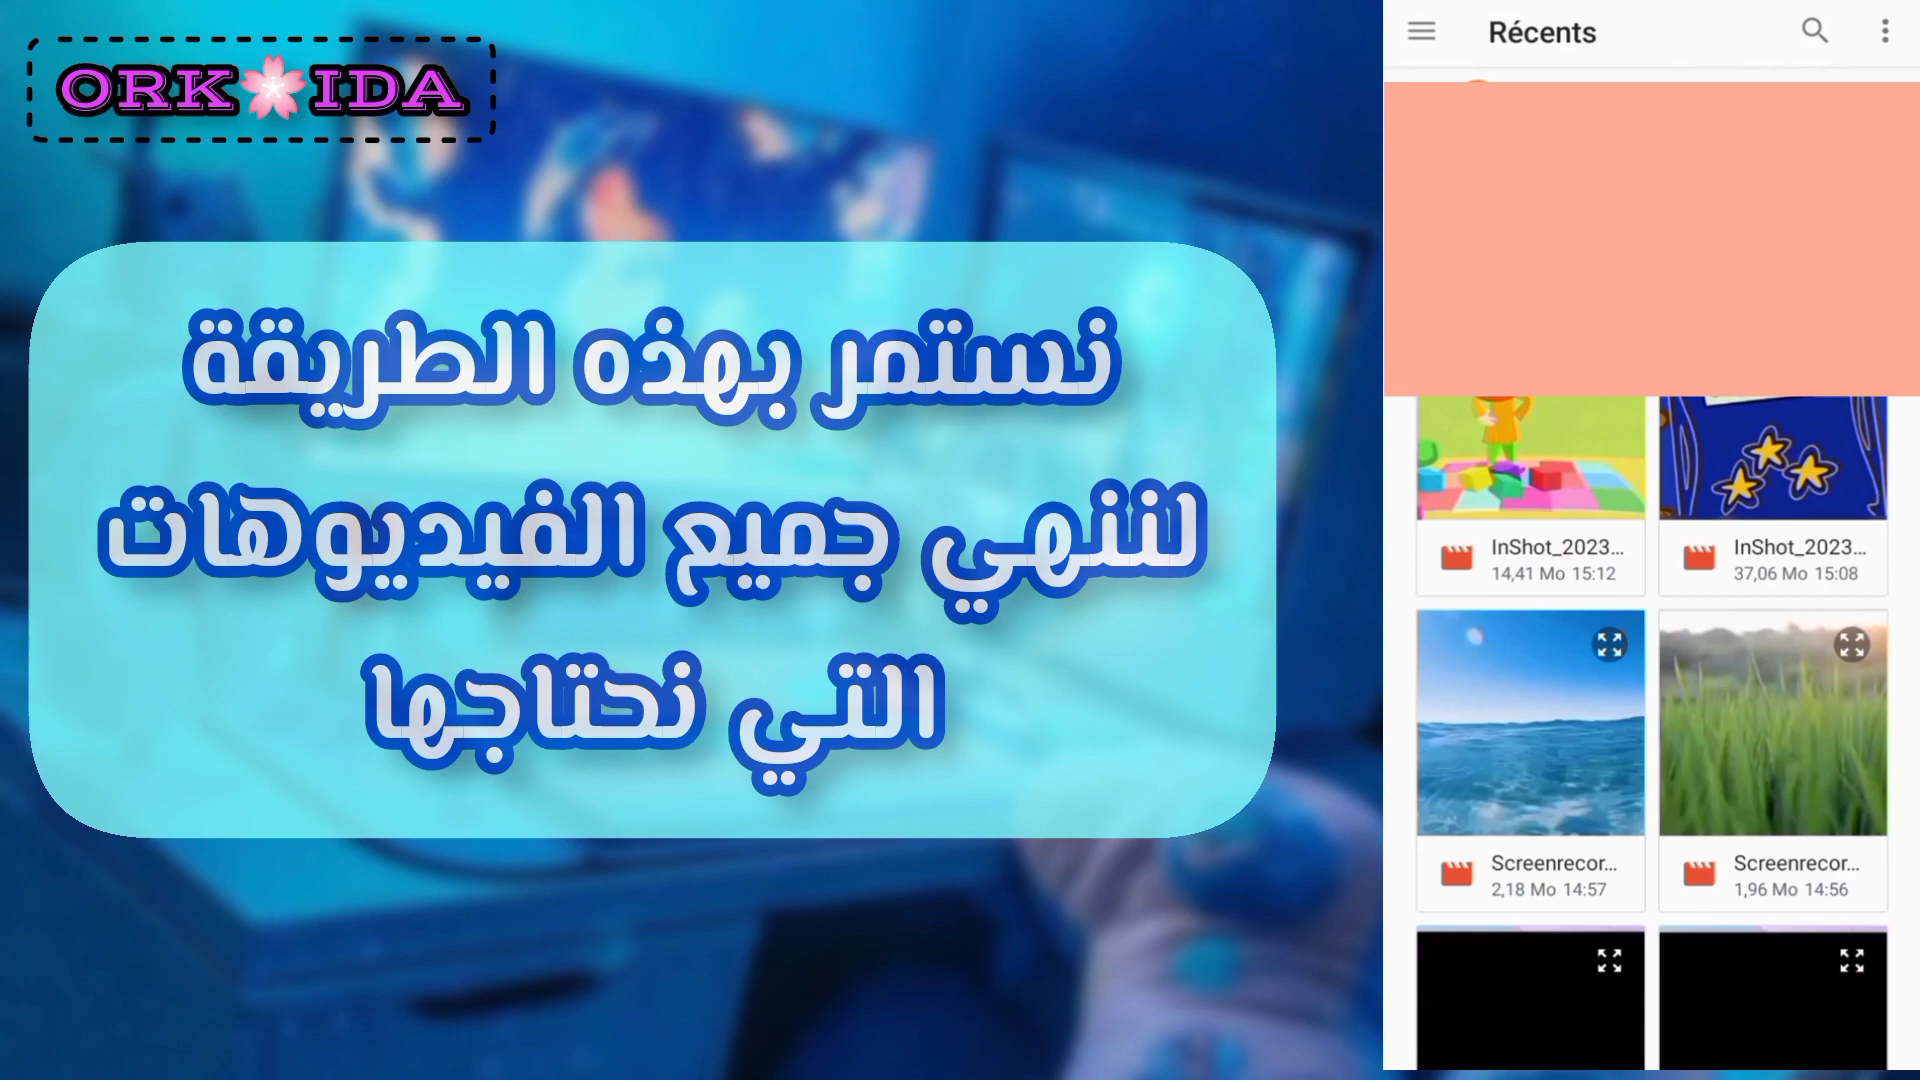 ORK IDA
نستمر بهذه الطريقة
لننهي جميع الفيديوهات
التي نحتاجها
Récents
InShot_2023...
14,41 Mo 15:12
InShot_2023...
37,06 Mo 15:08
Screenrecor...
2,18 Mo 14:57
Screenrecor...
1,96 Mo 14:56